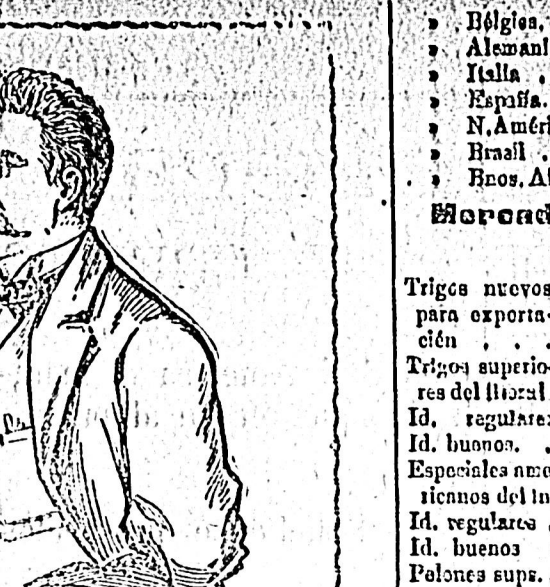 » Bélgica.
» Alemani
» Italia .
» España.
» N. Améri
» Brasil .
» Bnos. Ai
Mercad
Trigos nuevos
para exporta-
ción . .
Trigos superio-
res del litoral
Id. regulares
Id. buenos. .
Especiales ame
ricanos del in
Id. regulares .
Id. buenos
Pelones sups.